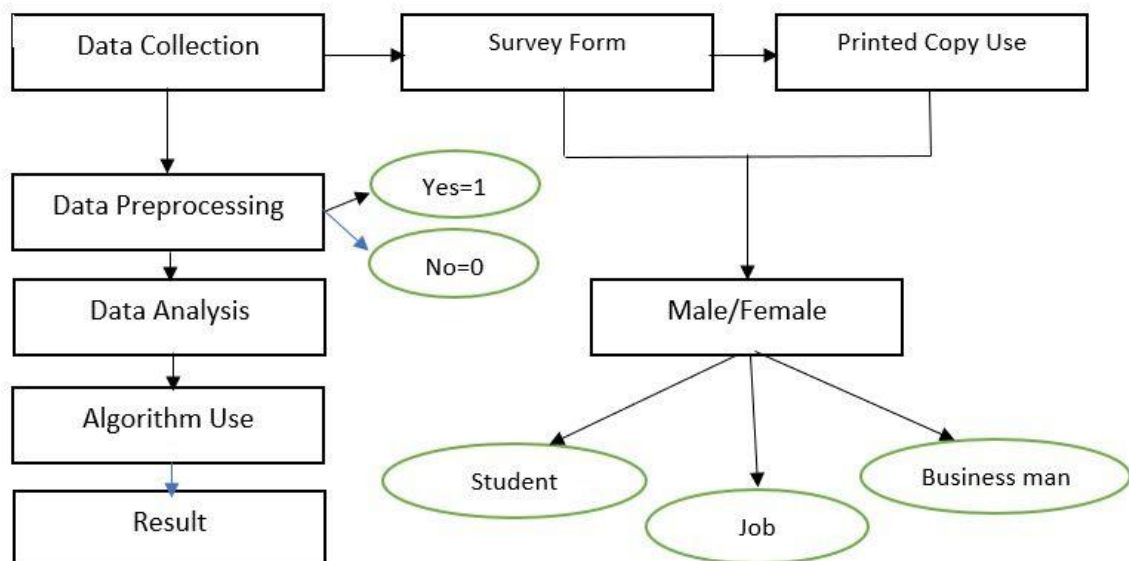 Data Collection
Survey Form
Printed Copy Use
Data Preprocessing
Yes=1
No=0
Data Analysis
Male/Female
Algorithm Use
Student
Business man
Result
Job